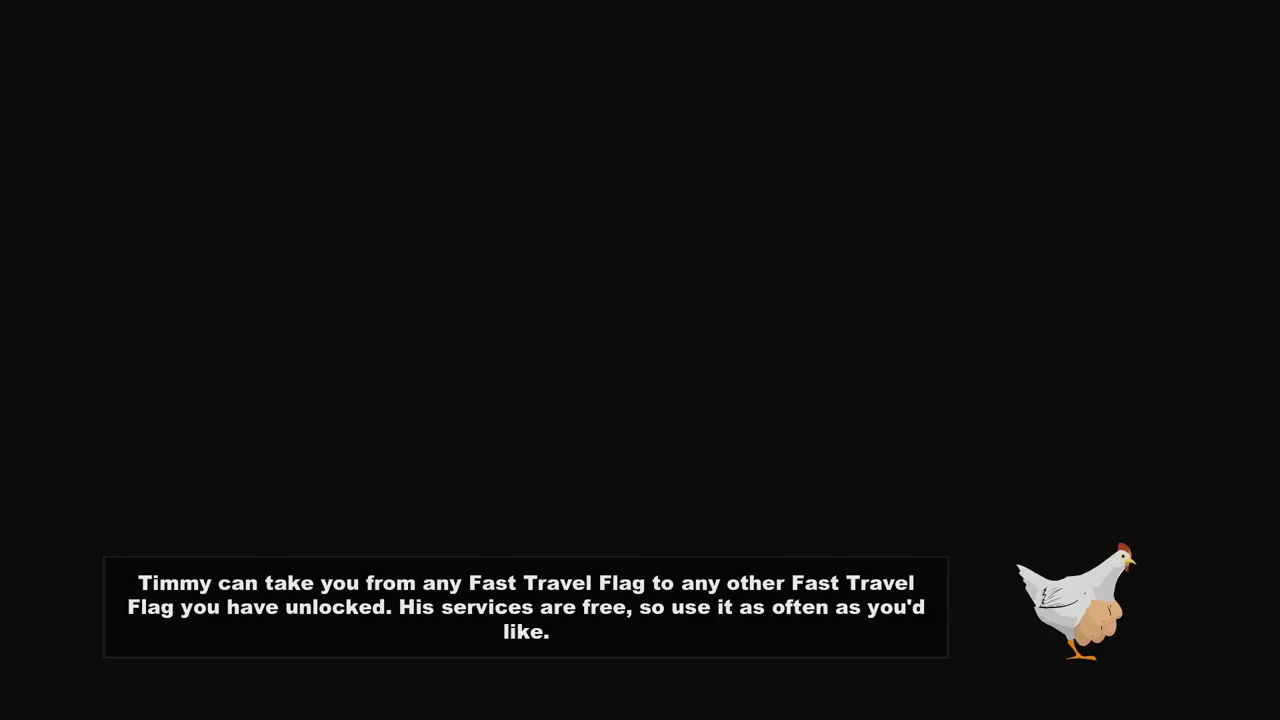 Timmy can take you from any Fast Travel Flag to any other Fast Travel
Flag you have unlocked. His services are free, so use it as often as you'd
like.